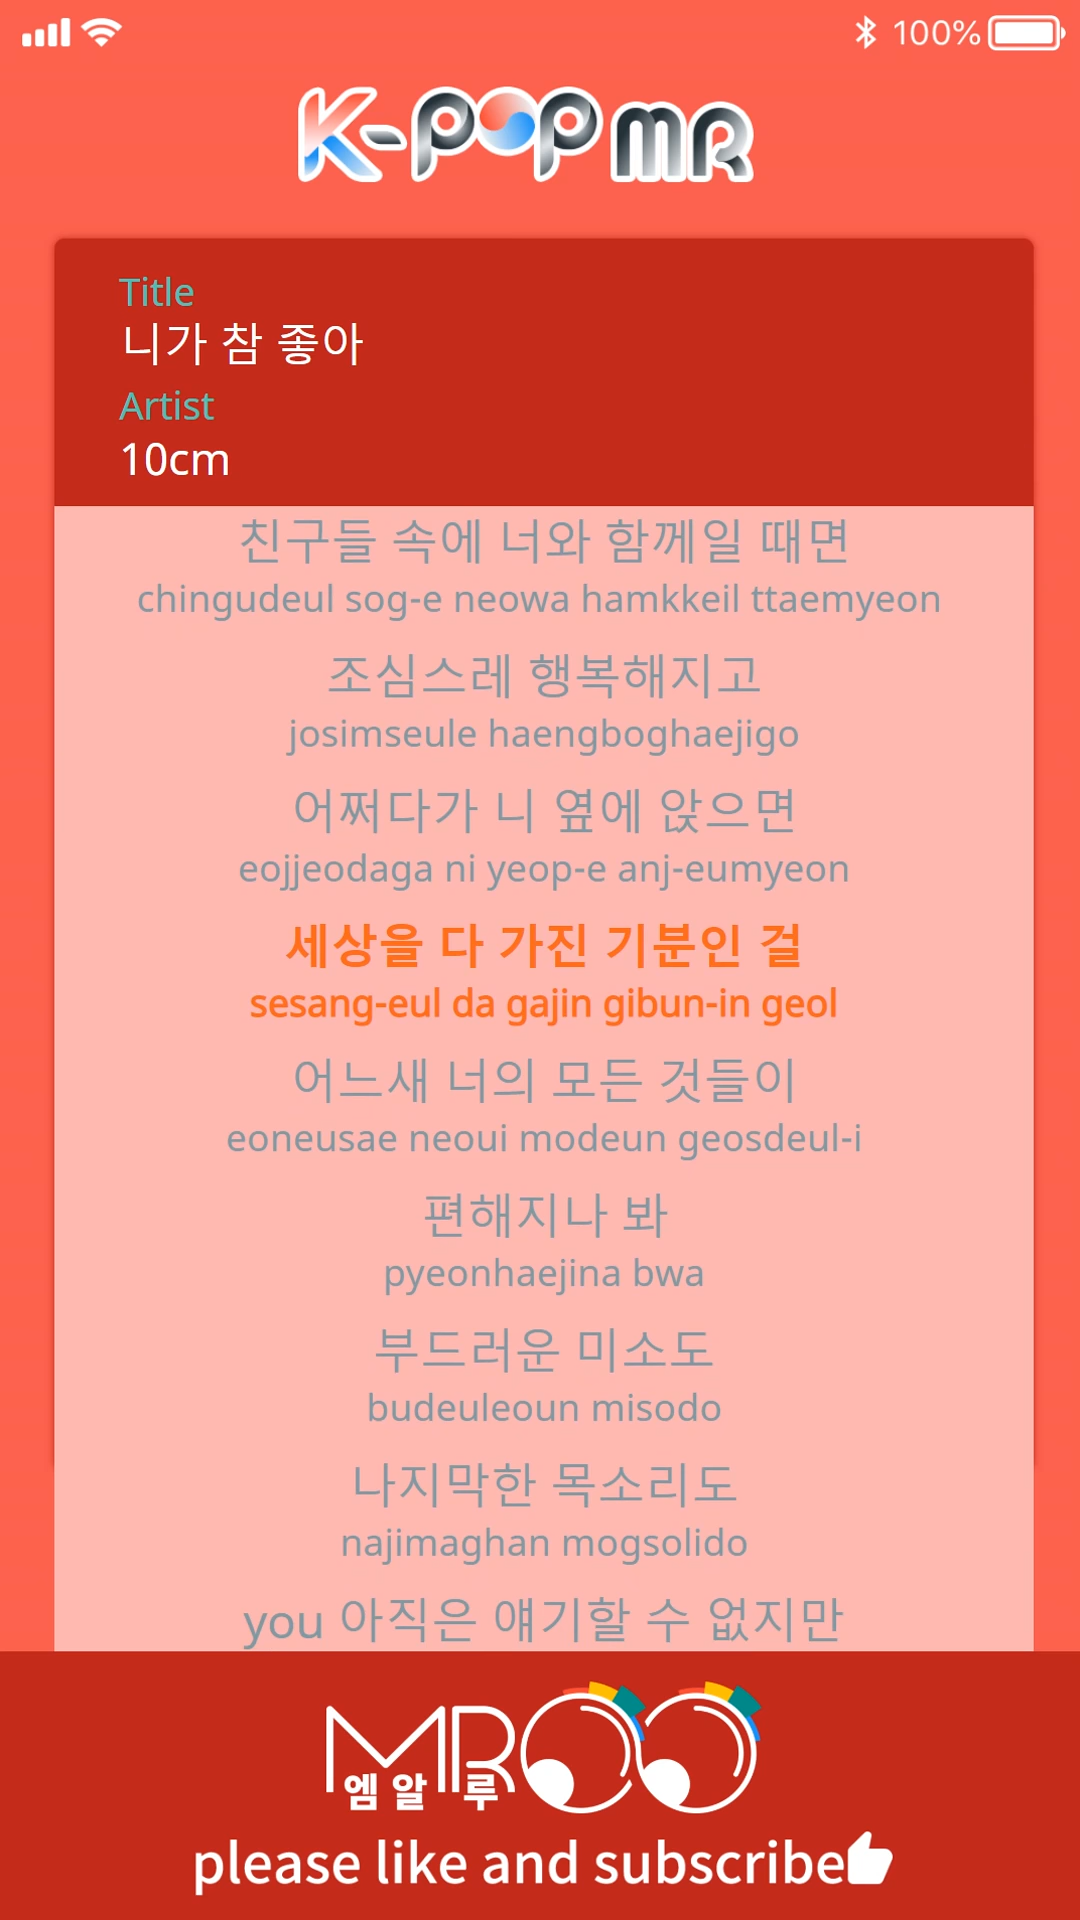 100%
K-POP MR
Title
니가 참 좋아
Artist
10cm
친구들 속에 너와 함께일 때면
chingudeul sog-e neowa hamkkeil ttaemyeon
조심스레 행복해지고
josimseule haengboghaejigo
어쩌다가 니 옆에 앉으면
eojjeodaga ni yeop-e anj-eumyeon
세상을 다 가진 기분인 걸
sesang-eul da gajin gibun-in geol
어느새 너의 모든 것들이
eoneusae neoui modeun geosdeul-i
편해지나 봐
pyeonhaejina bwa
부드러운 미소도
budeuleoun misodo
나지막한 목소리도
najimaghan mogsolido
you 아직은 얘기할 수 없지만
MROO
엠알루
please like and subscribe